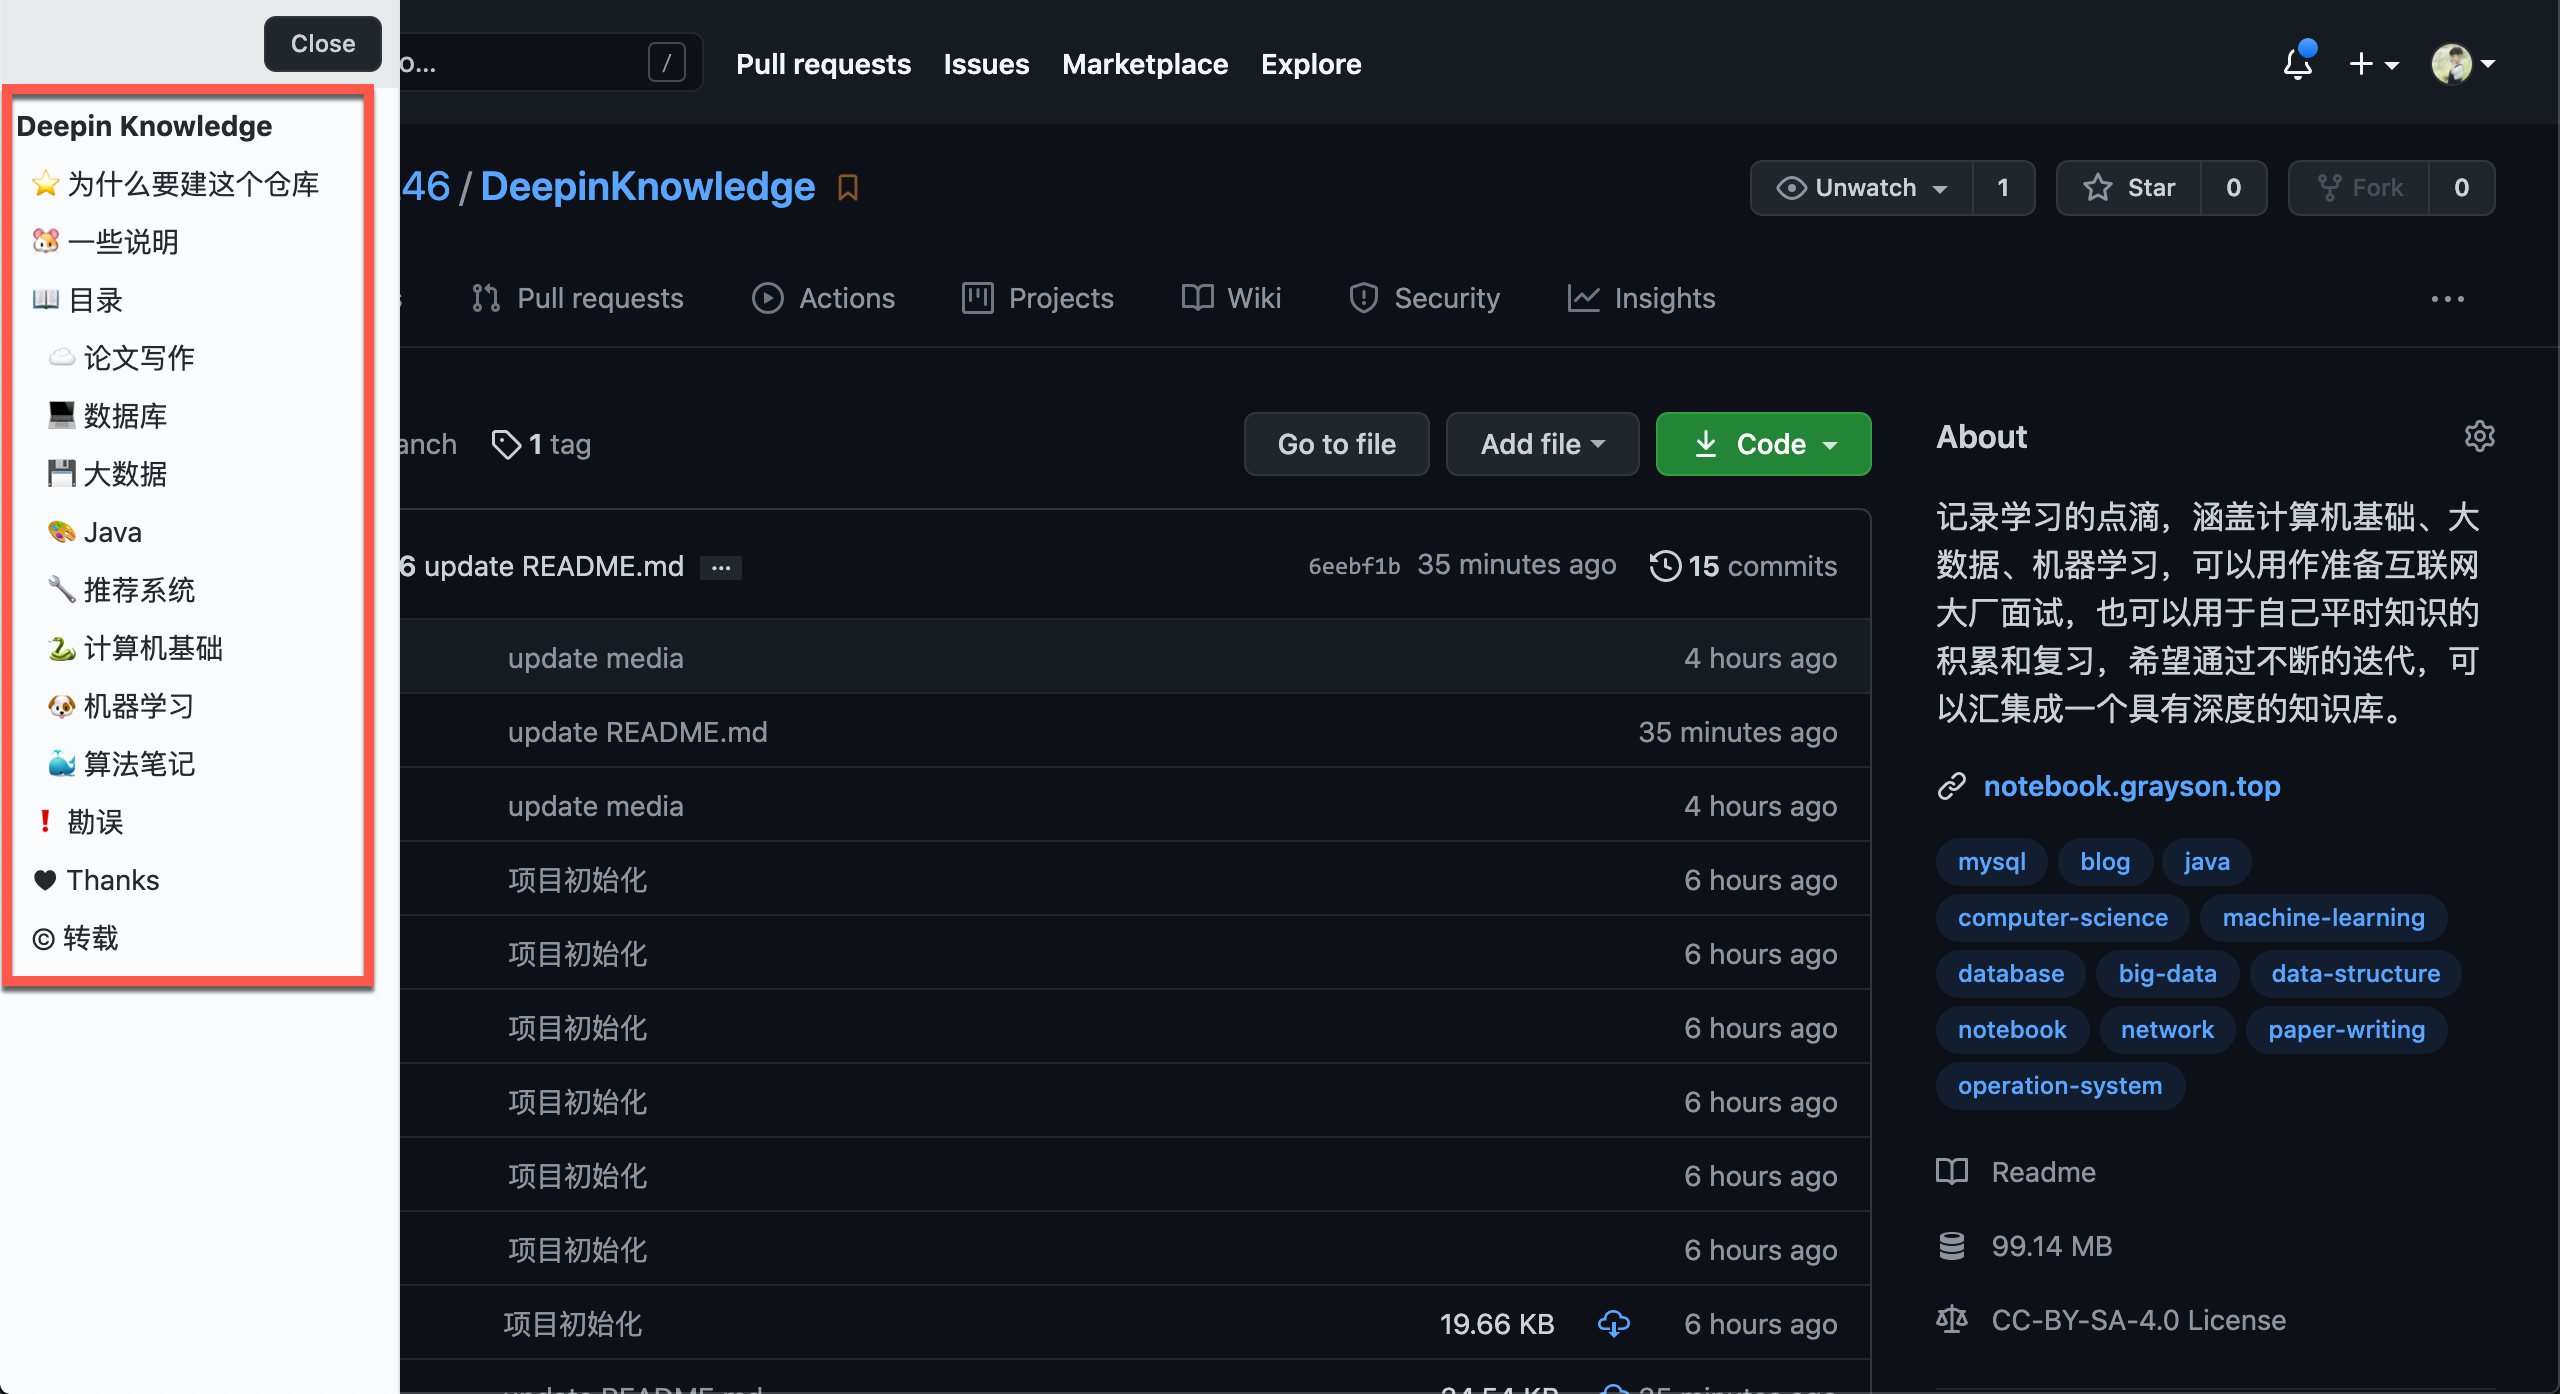 Close
Deepin Knowledge
⭐ 为什么要建这个仓库
🐹 一些说明
📖 目录
☁️ 论文写作
💻 数据库
💾 大数据
🎨 Java
🔧 推荐系统
🐍 计算机基础
🐶 机器学习
🐳 算法笔记
❗ 勘误
♥ Thanks
© 转载
o... /
Pull requests Issues Marketplace Explore
46 / DeepinKnowledge
Unwatch 1 Star 0 Fork 0
Pull requests Actions Projects Wiki Security Insights ...
anch 1 tag
Go to file Add file Code
6 update README.md ... 6eebf1b 35 minutes ago 15 commits
update media 4 hours ago
update README.md 35 minutes ago
update media 4 hours ago
项目初始化 6 hours ago
项目初始化 6 hours ago
项目初始化 6 hours ago
项目初始化 6 hours ago
项目初始化 6 hours ago
项目初始化 6 hours ago
项目初始化 19.66 KB 6 hours ago
update README.md 24.54 KB 35 minutes ago
About
记录学习的点滴，涵盖计算机基础、大
数据、机器学习，可以用作准备互联网
大厂面试，也可以用于自己平时知识的
积累和复习，希望通过不断的迭代，可
以汇集成一个具有深度的知识库。
notebook.grayson.top
mysql blog java
computer-science machine-learning
database big-data data-structure
notebook network paper-writing
operation-system
Readme
99.14 MB
CC-BY-SA-4.0 License